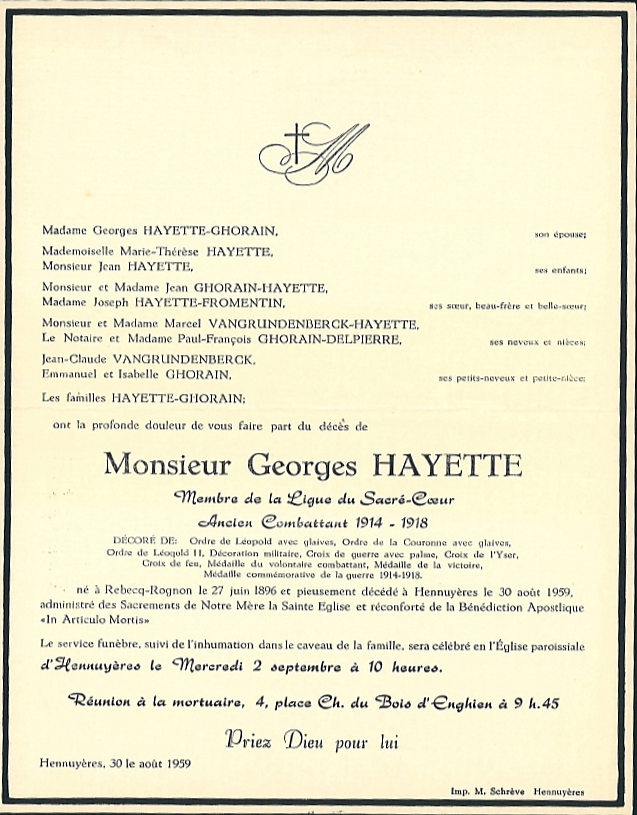 M
Madame Georges HAYETTE-GHORAIN,
son épouse;
Mademoiselle Marie-Thérèse HAYETTE,
Monsieur Jean HAYETTE,
ses enfants;
Monsieur et Madame Jean GHORAIN-HAYETTE,
Madame Joseph HAYETTE-FROMENTIN,
ses sœur, beau-frère et belle-sœur;
Monsieur et Madame Marcel VANGRUNDENBERCK-HAYETTE,
Le Notaire et Madame Paul-François GHORAIN-DELPIERRE,
ses neveux et nièces;
Jean-Claude VANGRUNDENBERCK,
Emmanuel et Isabelle GHORAIN,
ses petits-neveux et petite-nièce;
Les familles HAYETTE-GHORAIN;
ont la profonde douleur de vous faire part du décès de
Monsieur Georges HAYETTE
Membre de la Ligue du Sacré-Cœur
Ancien Combattant 1914 - 1918
DÉCORÉ DE: Ordre de Léopold avec glaives, Ordre de la Couronne avec glaives,
Ordre de Léoqold II, Décoration militaire, Croix de guerre avec palme, Croix de l'Yser,
Croix de feu, Médaille du volontaire combattant, Médaille de la victoire,
Médaille commémorative de la guerre 1914-1918.
né à Rebecq-Rognon le 27 juin 1896 et pieusement décédé à Hennuyères le 30 août 1959,
administré des Sacrements de Notre Mère la Sainte Eglise et réconforté de la Bénédiction Apostlique
«In Articulo Mortis»
Le service funèbre, suivi de l'inhumation dans le caveau de la famille, sera célébré en l'Église paroissiale
d'Hennuyères le Mercredi 2 septembre à 10 heures.
Réunion à la mortuaire, 4, place Ch. du Bois d'Enghien à 9 h.45
Priez Dieu pour lui
Hennuyères, 30 le août 1959
Imp. M. Schrève Hennuyères